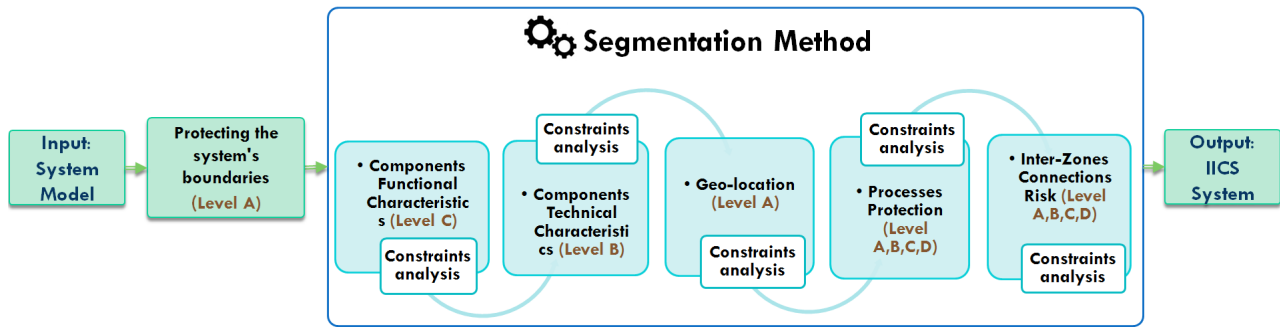 Segmentation Method
Input:
System
Model
Protecting the
system's
boundaries
(Level A)
• Components
Functional
Characteristic
s (Level C)
Constraints
analysis
Constraints
analysis
• Components
Technical
Characteristi
cs (Level B)
• Geo-location
(Level A)
Constraints
analysis
Constraints
analysis
• Processes
Protection
(Level
A,B,C,D)
• Inter-Zones
Connections
Risk (Level
A,B,C,D)
Constraints
analysis
Output:
IICS
System